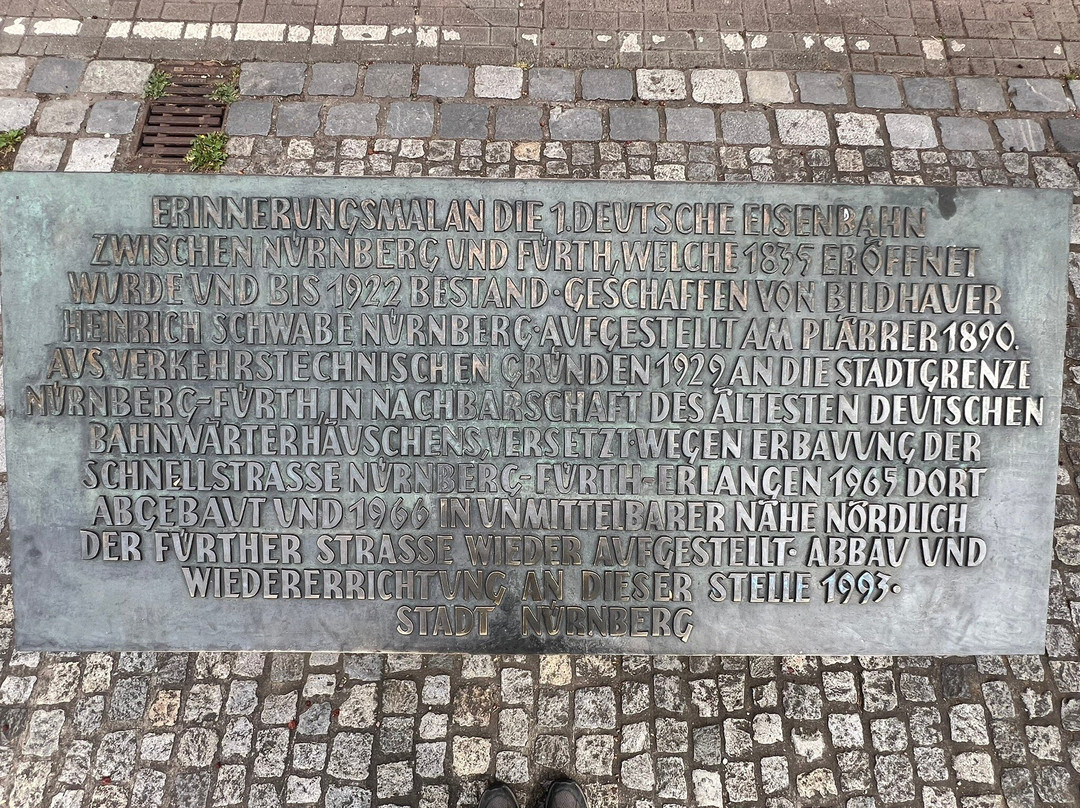 ERINNERUNGSMAL AN DIE 1. DEUTSCHE EISENBAHN
ZWISCHEN NÜRNBERG UND FÜRTH, WELCHE 1835 ERÖFFNET
WURDE UND BIS 1922 BESTAND · GESCHAFFEN VON BILDHAUER
HEINRICH SCHWABE NÜRNBERG · AUFGESTELLT AM PLÄRRER 1890.
AUS VERKEHRSTECHNISCHEN GRÜNDEN 1929 AN DIE STADTGRENZE
NÜRNBERG-FÜRTH, IN NACHBARSCHAFT DES ÄLTESTEN DEUTSCHEN
BAHNWÄRTERHÄUSCHENS, VERSETZT · WEGEN ERBAUUNG DER
SCHNELLSTRASSE NÜRNBERG-FÜRTH-ERLANGEN 1965 DORT
ABGEBAUT UND 1966 IN UNMITTELBARER NÄHE NÖRDLICH
DER FÜRTHER STRASSE WIEDER AUFGESTELLT · ABBAU UND
WIEDERERRICHTUNG AN DIESER STELLE 1993 ·
STADT NÜRNBERG